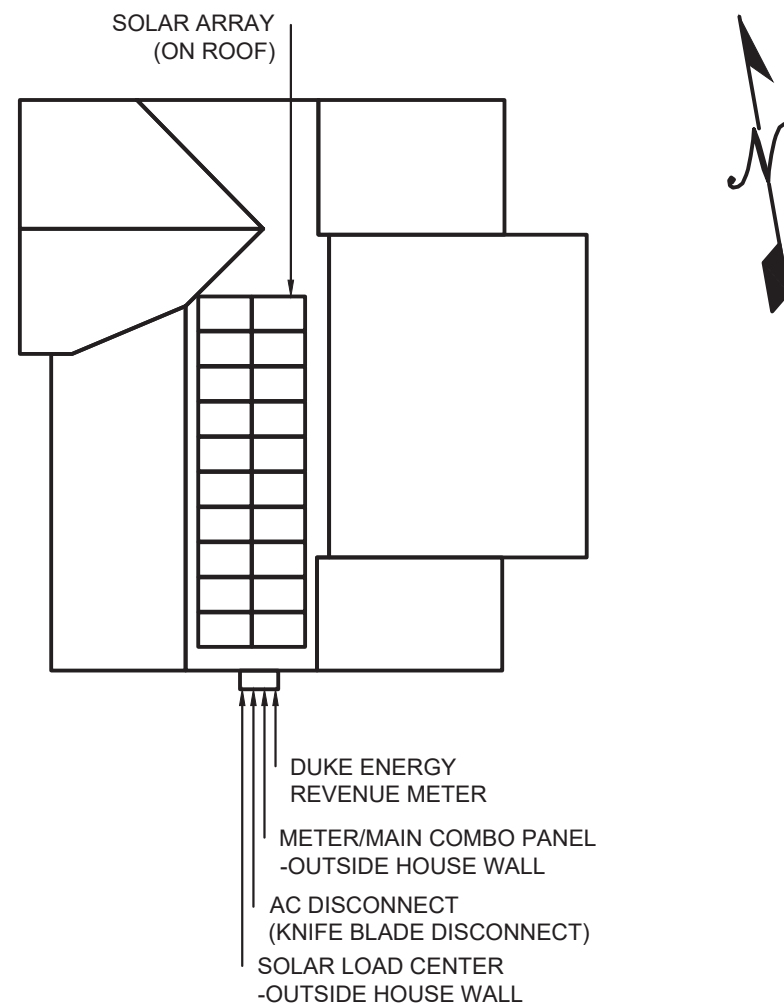 SOLAR ARRAY
(ON ROOF)
N
DUKE ENERGY
REVENUE METER
METER/MAIN COMBO PANEL
-OUTSIDE HOUSE WALL
AC DISCONNECT
(KNIFE BLADE DISCONNECT)
SOLAR LOAD CENTER
-OUTSIDE HOUSE WALL